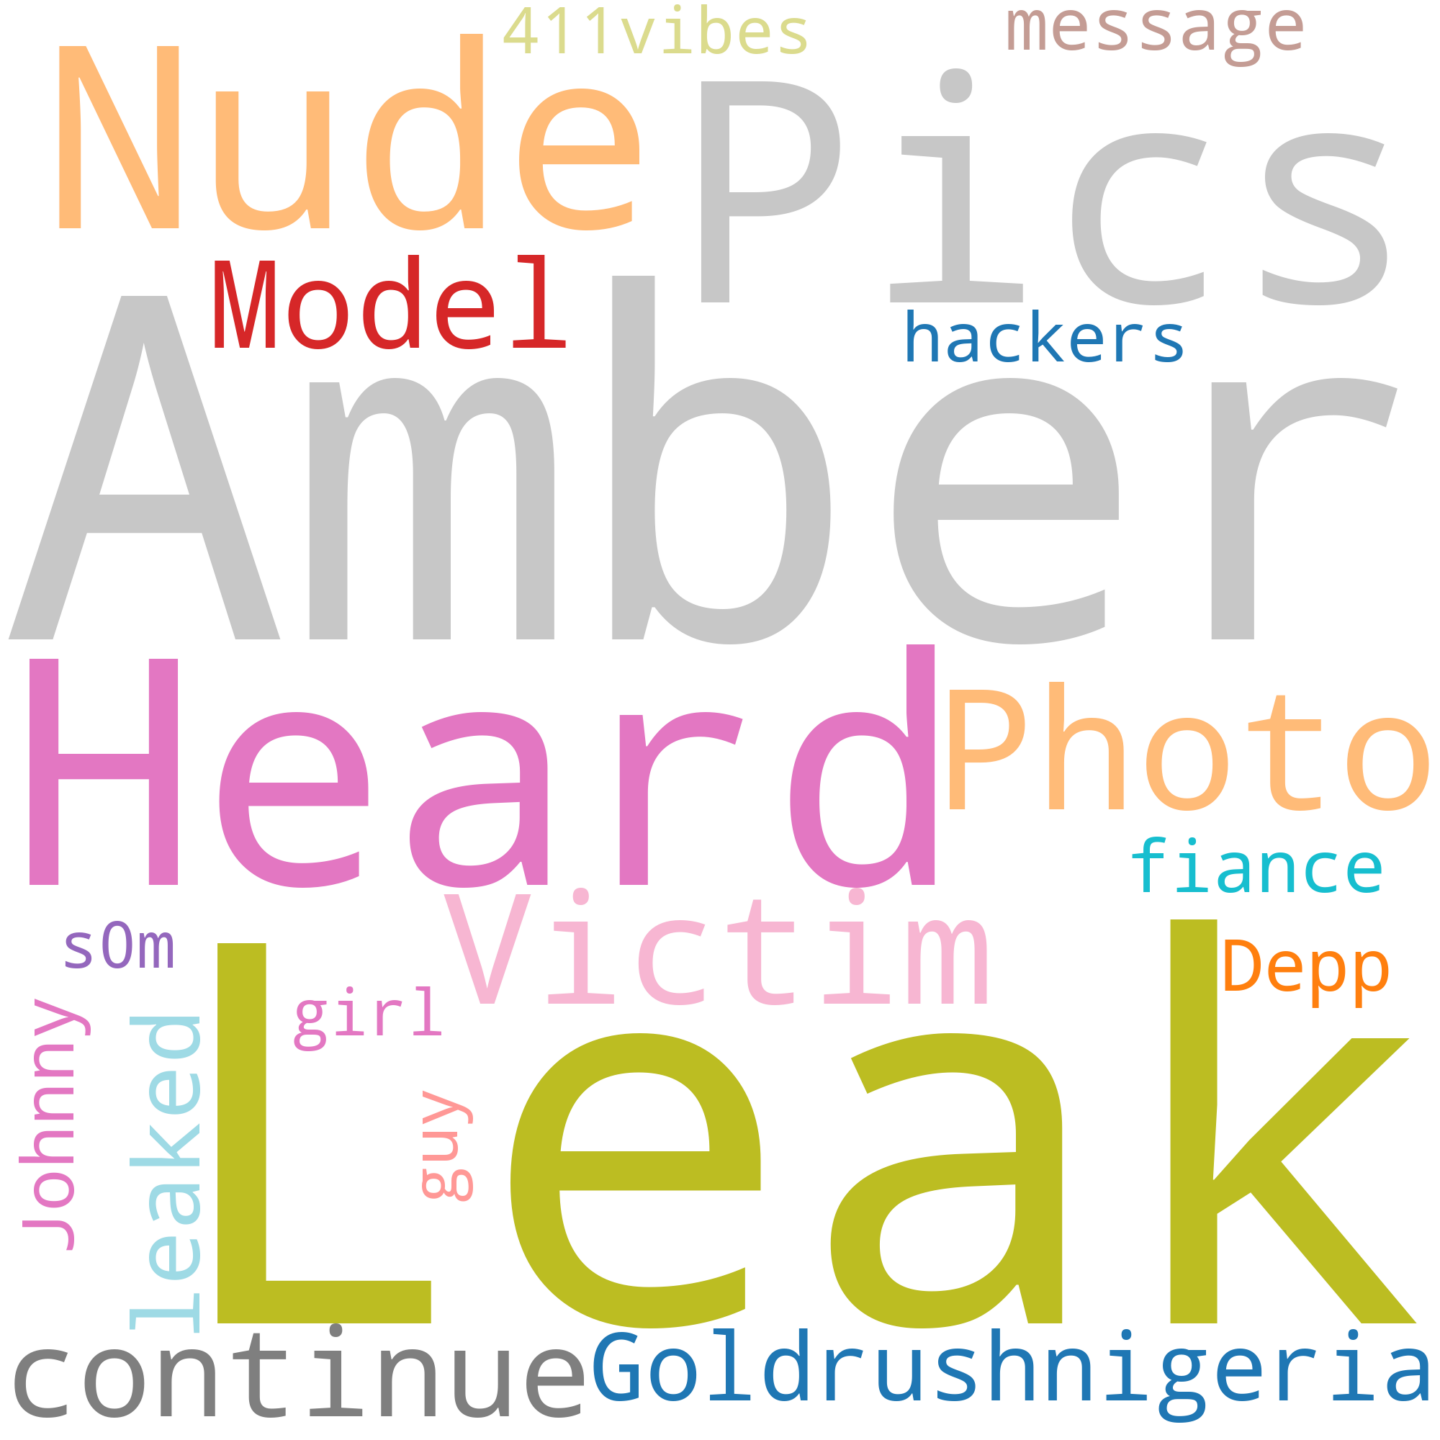 411vibes
message
Nude
Pics
Model
hackers
Amber
Heard
Photo
fiance
Victim
s0m
Depp
girl
Johnny
leaked
guy
Leak
continue
Goldrushnigeria